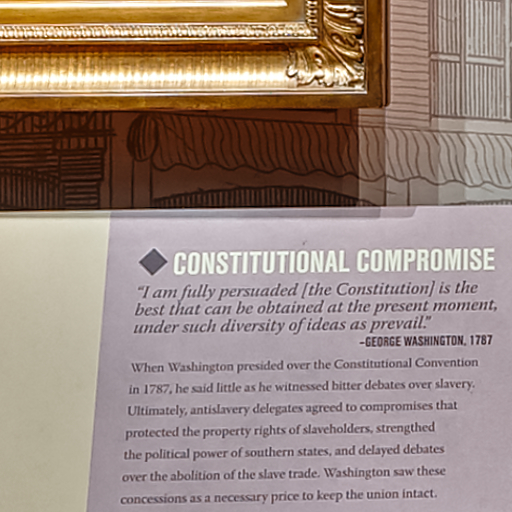 CONSTITUTIONAL COMPROMISE
“I am fully persuaded [the Constitution] is the
best that can be obtained at the present moment,
under such diversity of ideas as prevail.”
–GEORGE WASHINGTON, 1787
When Washington presided over the Constitutional Convention
in 1787, he said little as he witnessed bitter debates over slavery.
Ultimately, antislavery delegates agreed to compromises that
protected the property rights of slaveholders, strengthed
the political power of southern states, and delayed debates
over the abolition of the slave trade. Washington saw these
concessions as a necessary price to keep the union intact.